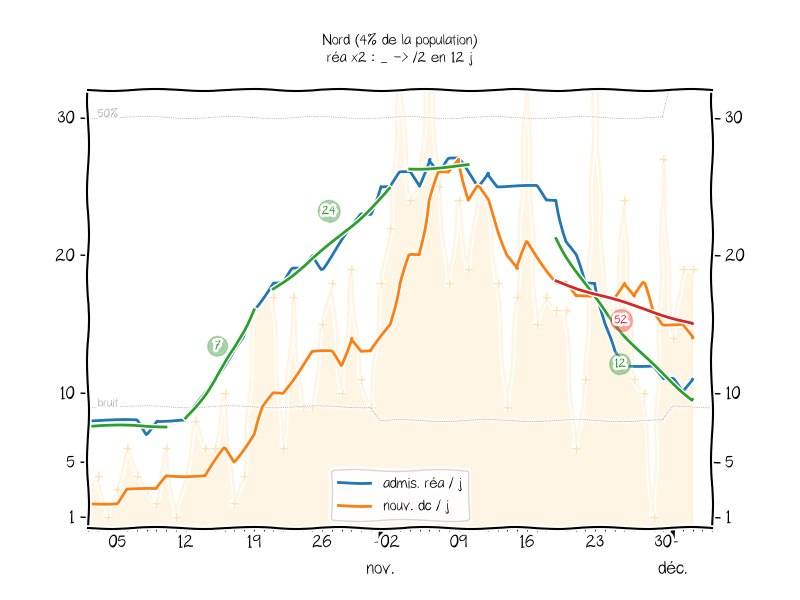 Nord (4% de la population)
réa x2 : _ -> /2 en 12 j
30
50%
30
24
20
20
52
7
12
10
bruit
10
5
5
admis. réa / j
nouv. dc / j
1
1
05 12 19 26 02 09 16 23 30
nov. déc.